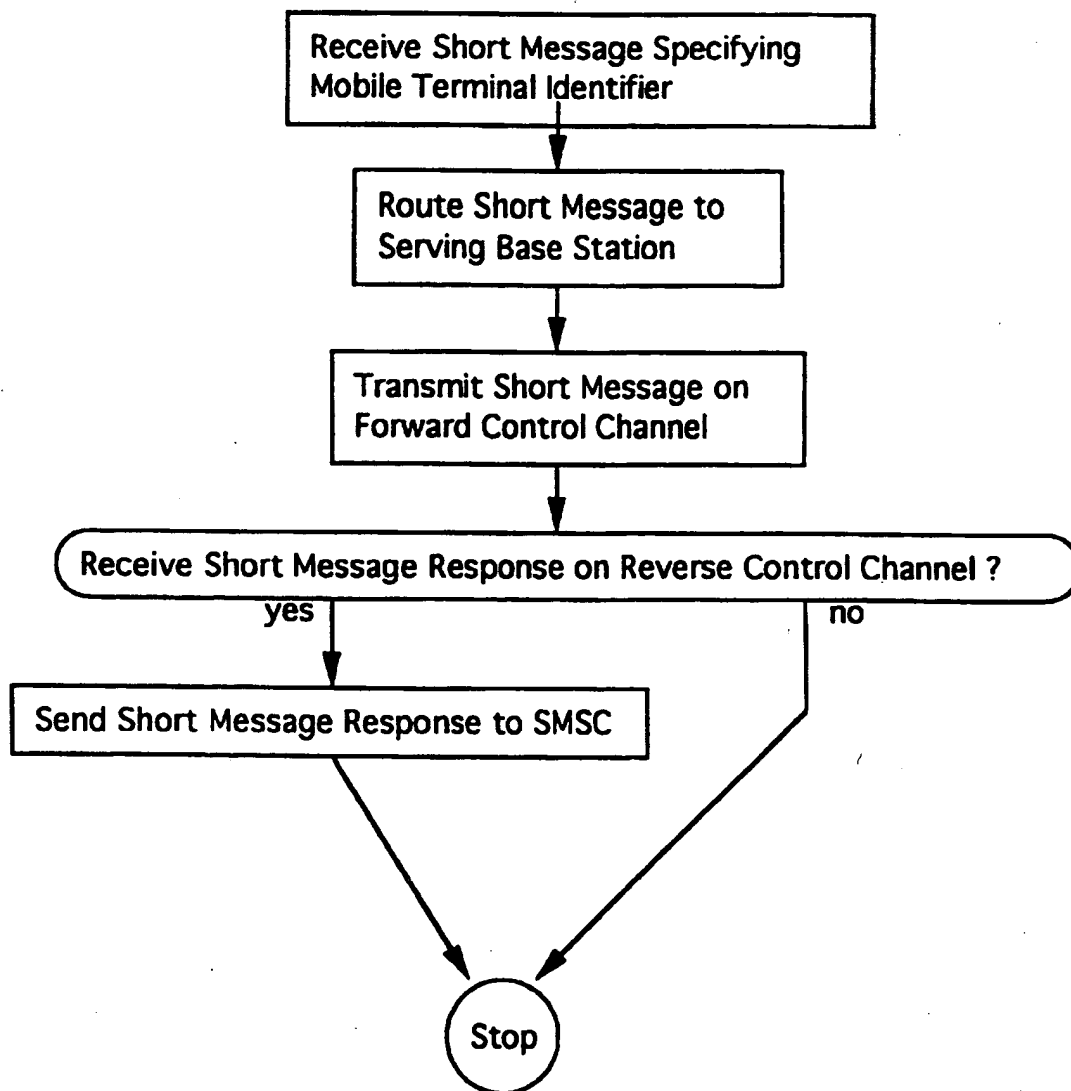 Receive Short Message Specifying
Mobile Terminal Identifier
Route Short Message to
Serving Base Station
Transmit Short Message on
Forward Control Channel
Receive Short Message Response on Reverse Control Channel ?
yes
no
Send Short Message Response to SMSC
Stop